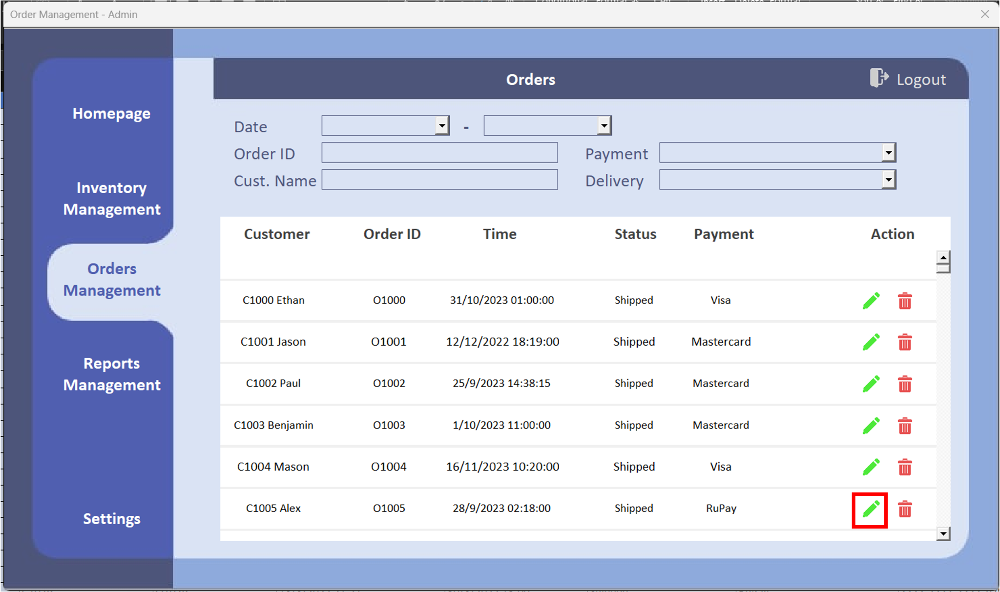 Order Management - Admin
Orders
Logout
Homepage
Inventory
Management
Orders
Management
Reports
Management
Settings
Date -
Order ID Payment
Cust. Name Delivery
Customer Order ID Time Status Payment Action
C1000 Ethan O1000 31/10/2023 01:00:00 Shipped Visa
C1001 Jason O1001 12/12/2022 18:19:00 Shipped Mastercard
C1002 Paul O1002 25/9/2023 14:38:15 Shipped Mastercard
C1003 Benjamin O1003 1/10/2023 11:00:00 Shipped Mastercard
C1004 Mason O1004 16/11/2023 10:20:00 Shipped Visa
C1005 Alex O1005 28/9/2023 02:18:00 Shipped RuPay